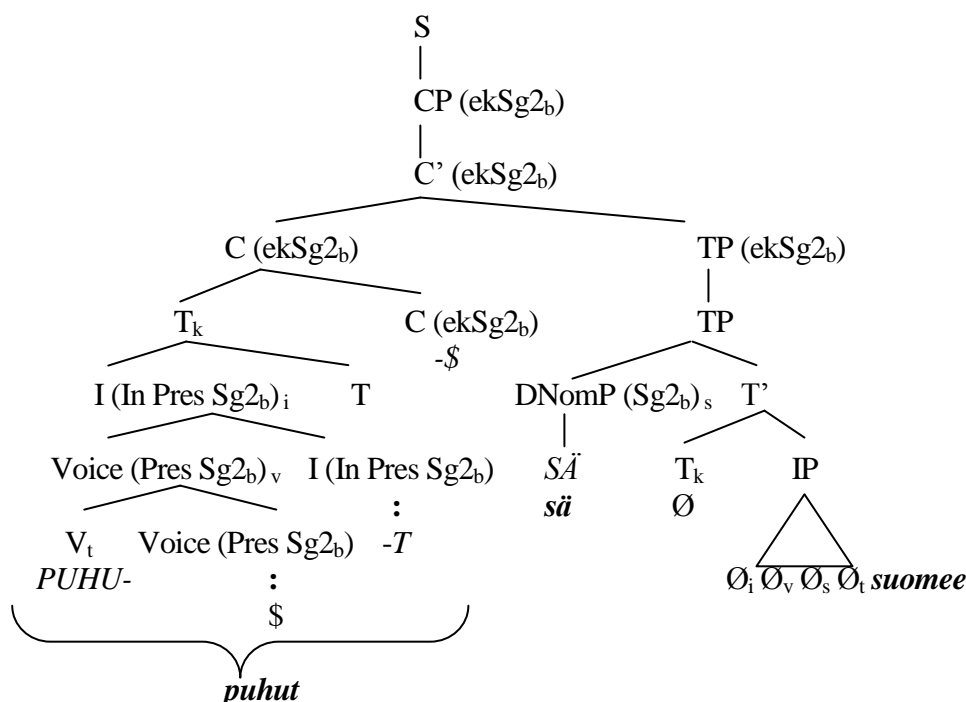 S
CP (ekSg2b)
C’ (ekSg2b)
C (ekSg2b) TP (ekSg2b)
Tk C (ekSg2b) TP
-$
I (In Pres Sg2b)i T DNomP (Sg2b)s T’
Voice (Pres Sg2b)v I (In Pres Sg2b) SÄ Tk IP
: sä Ø
Vt Voice (Pres Sg2b) -T
PUHU- : Øi Øv Øs Øt suomee
$
puhut